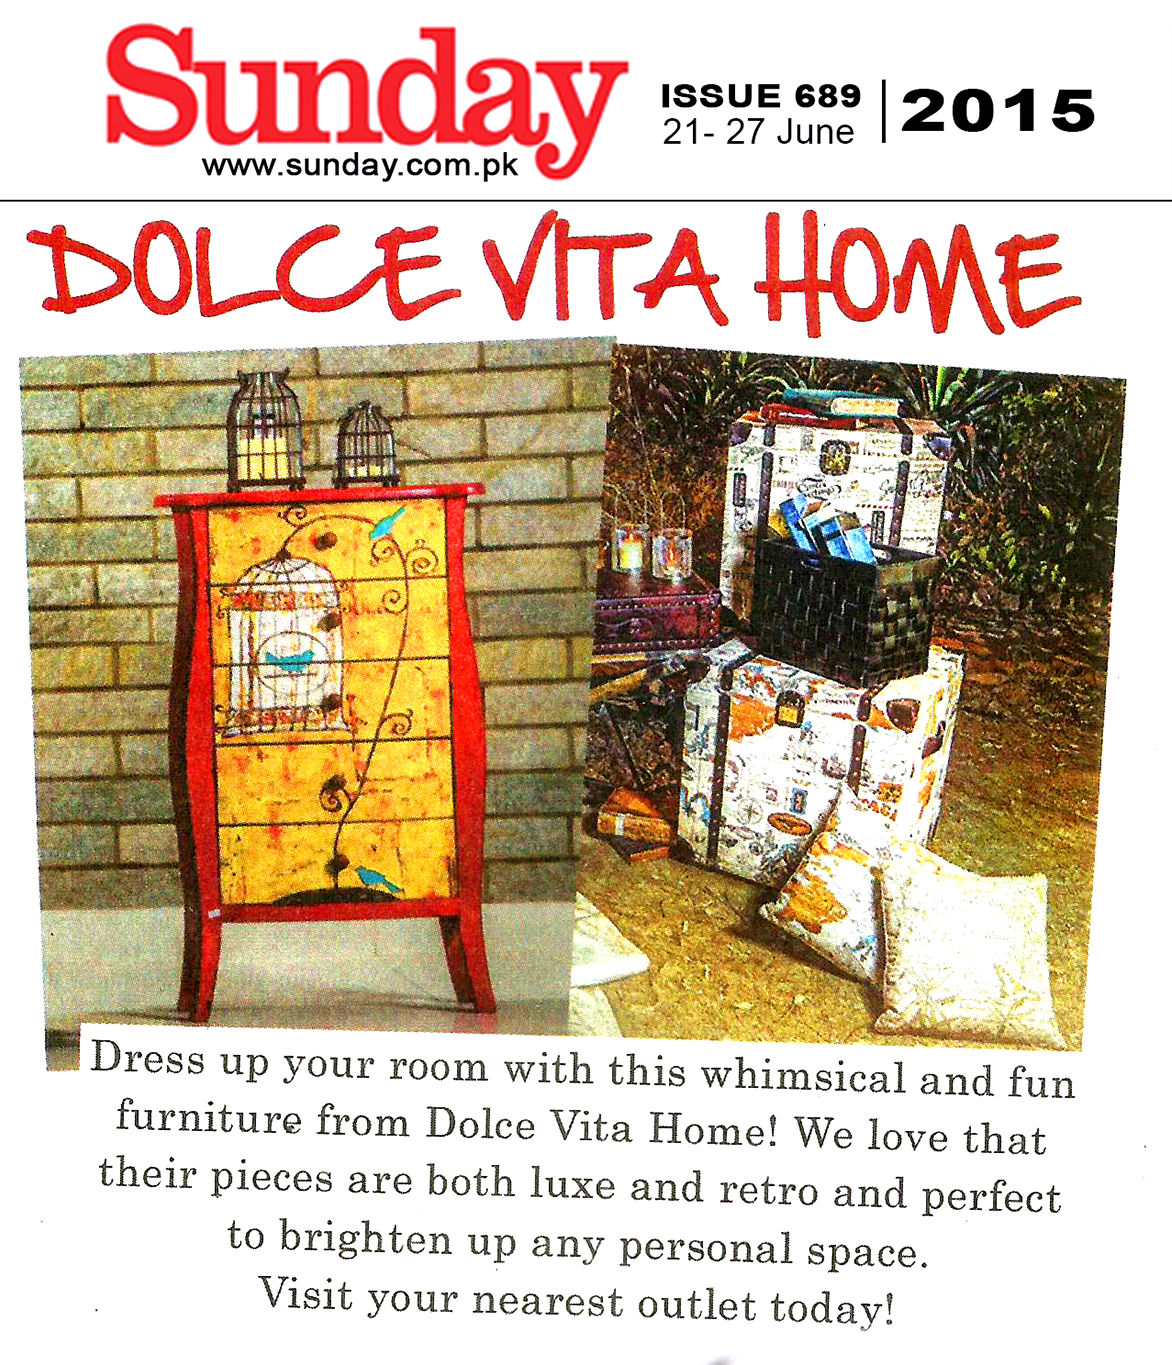 Sunday
www.sunday.com.pk
ISSUE 689
21- 27 June
2015
DOLCE VITA HOME
Dress up your room with this whimsical and fun
furniture from Dolce Vita Home! We love that
their pieces are both luxe and retro and perfect
to brighten up any personal space.
Visit your nearest outlet today!